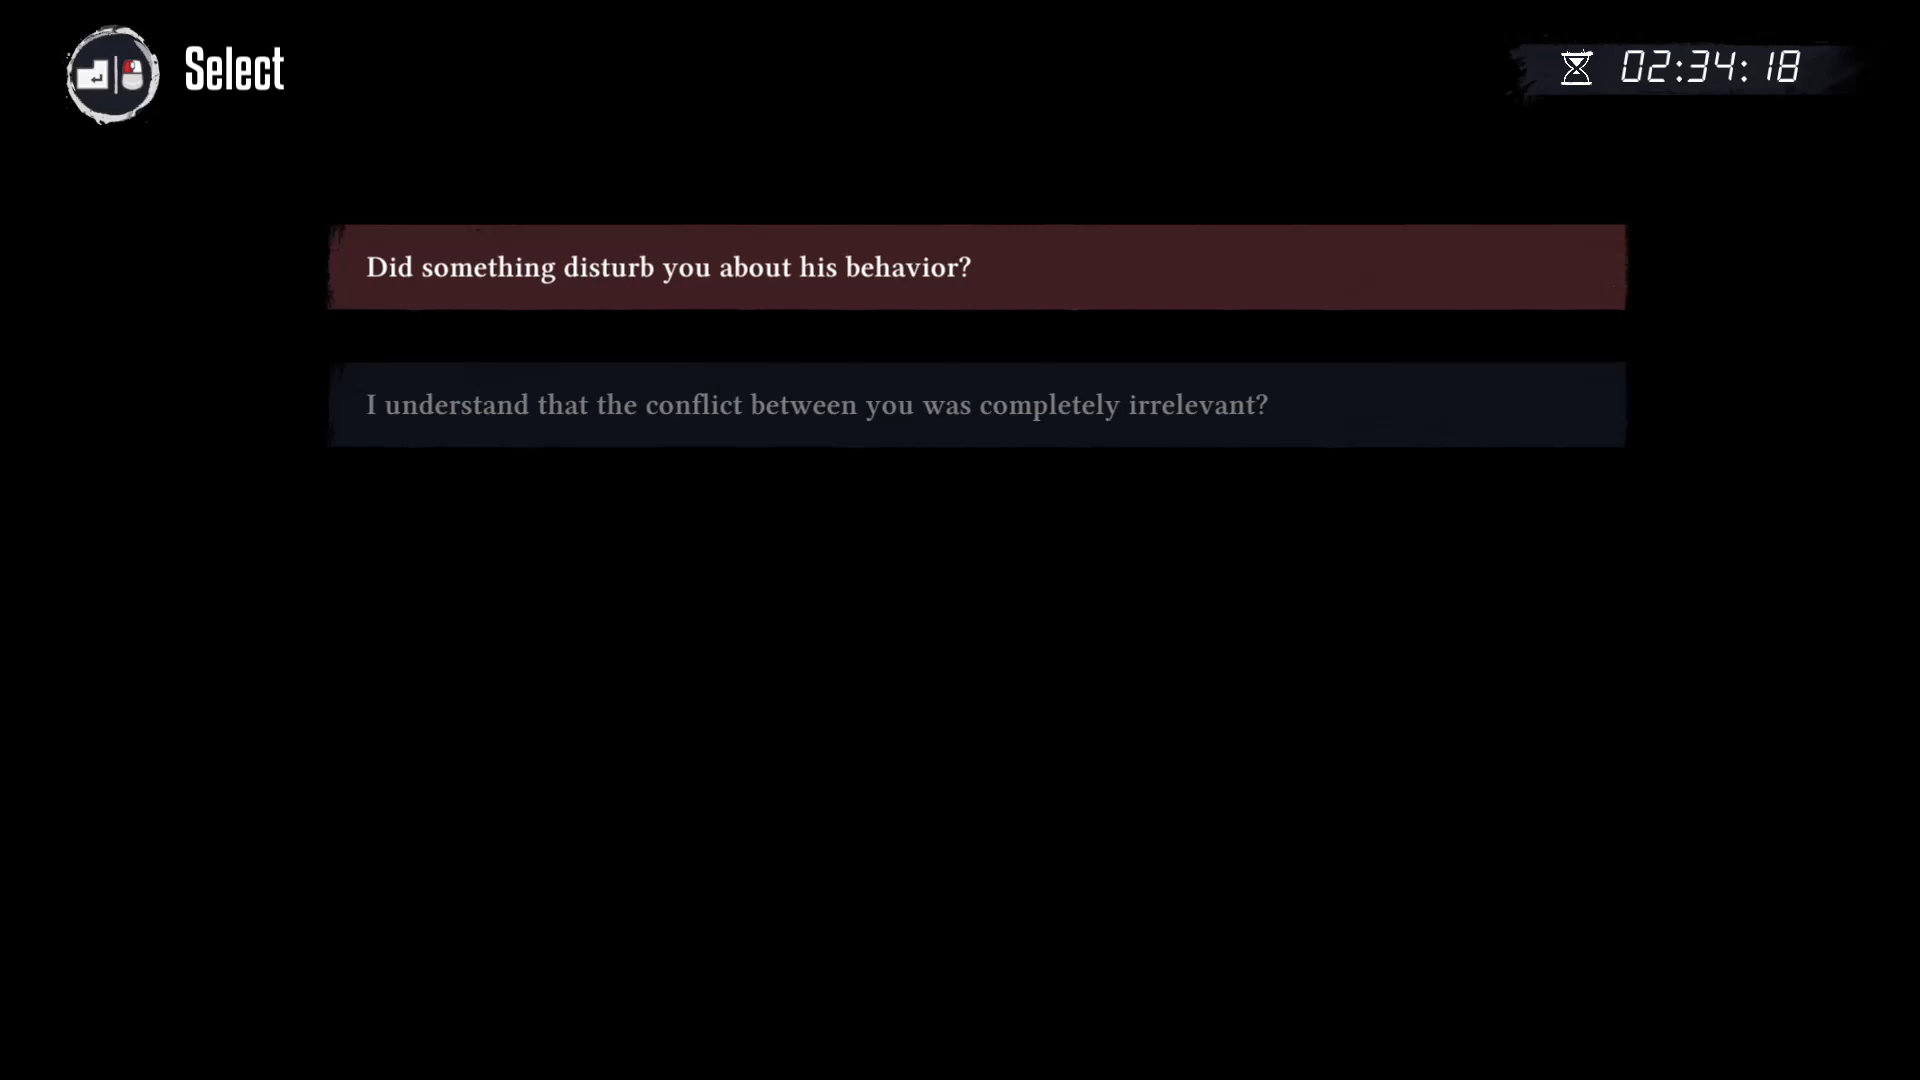 Select
02:34:18
Did something disturb you about his behavior?
I understand that the conflict between you was completely irrelevant?